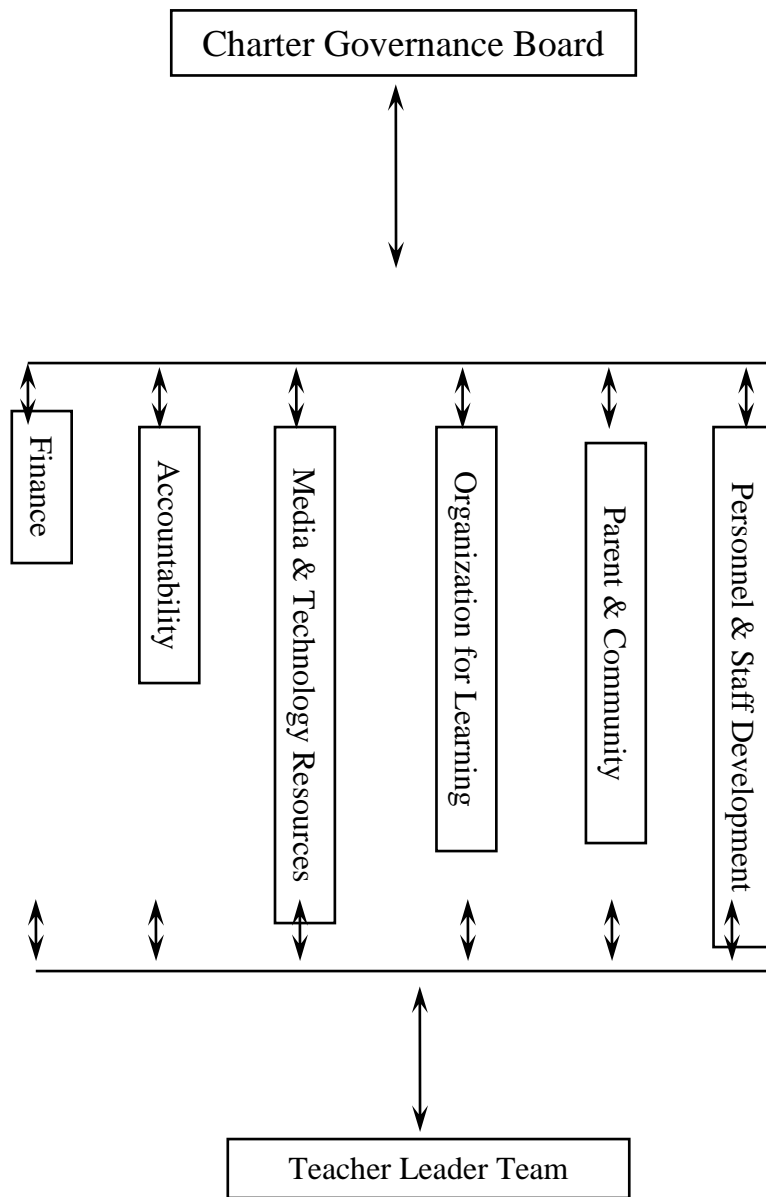 Charter Governance Board
Finance
Accountability
Media & Technology Resources
Organization for Learning
Parent & Community
Personnel & Staff Development
Teacher Leader Team